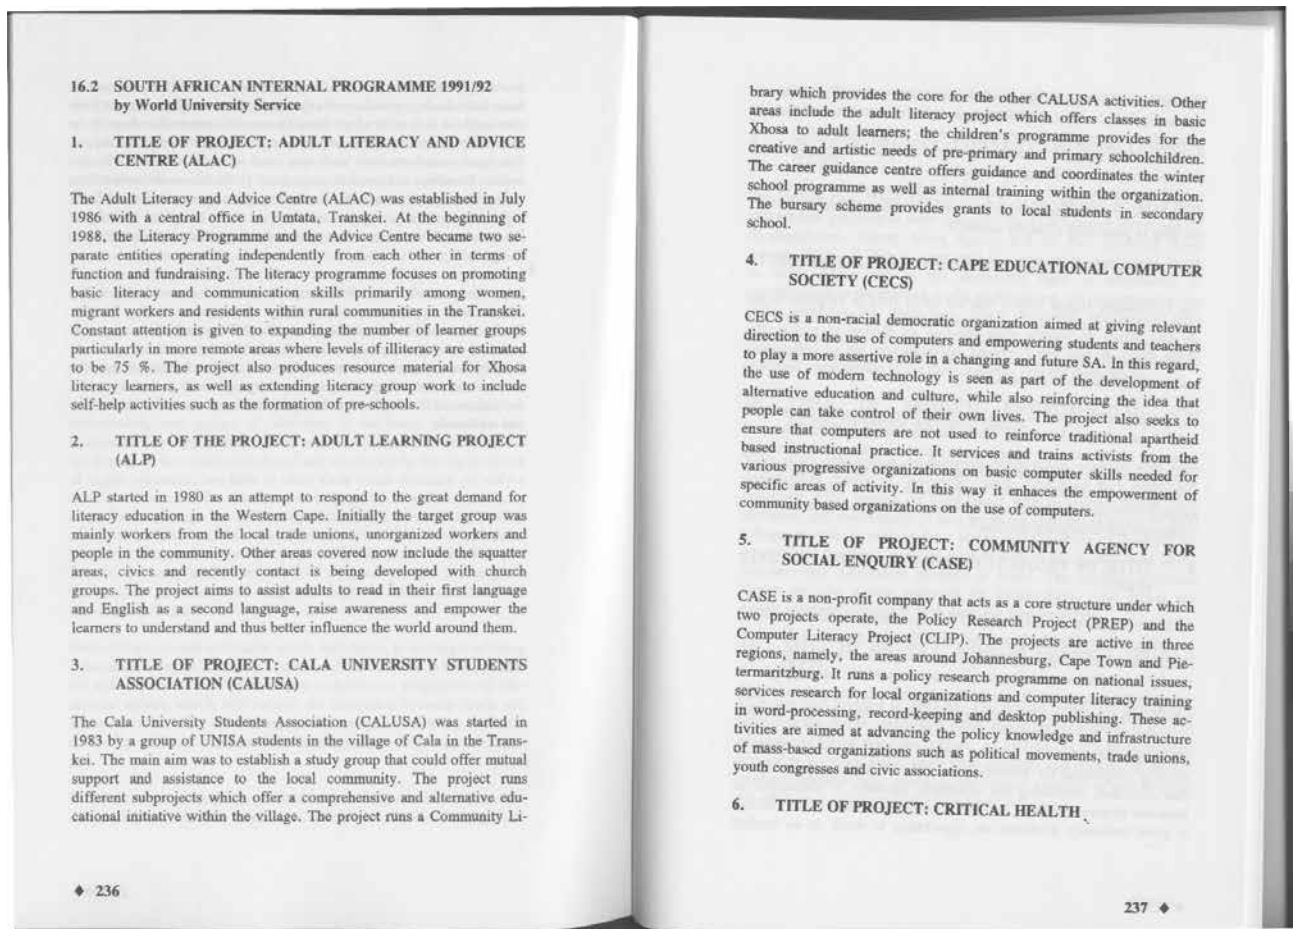 16.2 SOUTH AFRICAN INTERNAL PROGRAMME 1991/92
by World University Service
1. TITLE OF PROJECT: ADULT LITERACY AND ADVICE
CENTRE (ALAC)
The Adult Literacy and Advice Centre (ALAC) was established in July
1986 with a central office in Umtata, Transkei. At the beginning of
1988, the Literacy Programme and the Advice Centre became two se-
parate entities operating independently from each other in terms of
function and fundraising. The literacy programme focuses on promoting
basic literacy and communication skills primarily among women,
migrant workers and residents within rural communities in the Transkei.
Constant attention is given to expanding the number of learner groups
particularly in more remote areas where levels of illiteracy are estimated
to be 75 %. The project also produces resource material for Xhosa
literacy learners, as well as extending literacy group work to include
self-help activities such as the formation of pre-schools.
2. TITLE OF THE PROJECT: ADULT LEARNING PROJECT
(ALP)
ALP started in 1980 as an attempt to respond to the great demand for
literacy education in the Western Cape. Initially the target group was
mainly workers from the local trade unions, unorganized workers and
people in the community. Other areas covered now include the squatter
areas, civics and recently contact is being developed with church
groups. The project aims to assist adults to read in their first language
and English as a second language, raise awareness and empower the
learners to understand and thus better influence the world around them.
3. TITLE OF PROJECT: CALA UNIVERSITY STUDENTS
ASSOCIATION (CALUSA)
The Cala University Students Association (CALUSA) was started in
1983 by a group of UNISA students in the village of Cala in the Trans-
kei. The main aim was to establish a study group that could offer mutual
support and assistance to the local community. The project runs
different subprojects which offer a comprehensive and alternative edu-
cational initiative within the village. The project runs a Community Li-
♦ 236
brary which provides the core for the other CALUSA activities. Other
areas include the adult literacy project which offers classes in basic
Xhosa to adult learners; the children's programme provides for the
creative and artistic needs of pre-primary and primary schoolchildren.
The career guidance centre offers guidance and coordinates the winter
school programme as well as internal training within the organization.
The bursary scheme provides grants to local students in secondary
school.
4. TITLE OF PROJECT: CAPE EDUCATIONAL COMPUTER
SOCIETY (CECS)
CECS is a non-racial democratic organization aimed at giving relevant
direction to the use of computers and empowering students and teachers
to play a more assertive role in a changing and future SA. In this regard,
the use of modern technology is seen as part of the development of
alternative education and culture, while also reinforcing the idea that
people can take control of their own lives. The project also seeks to
ensure that computers are not used to reinforce traditional apartheid
based instructional practice. It services and trains activists from the
various progressive organizations on basic computer skills needed for
specific areas of activity. In this way it enhaces the empowerment of
community based organizations on the use of computers.
5. TITLE OF PROJECT: COMMUNITY AGENCY FOR
SOCIAL ENQUIRY (CASE)
CASE is a non-profit company that acts as a core structure under which
two projects operate, the Policy Research Project (PREP) and the
Computer Literacy Project (CLIP). The projects are active in three
regions, namely, the areas around Johannesburg, Cape Town and Pie-
termaritzburg. It runs a policy research programme on national issues,
services research for local organizations and computer literacy training
in word-processing, record-keeping and desktop publishing. These ac-
tivities are aimed at advancing the policy knowledge and infrastructure
of mass-based organizations such as political movements, trade unions,
youth congresses and civic associations.
6. TITLE OF PROJECT: CRITICAL HEALTH
237 ♦